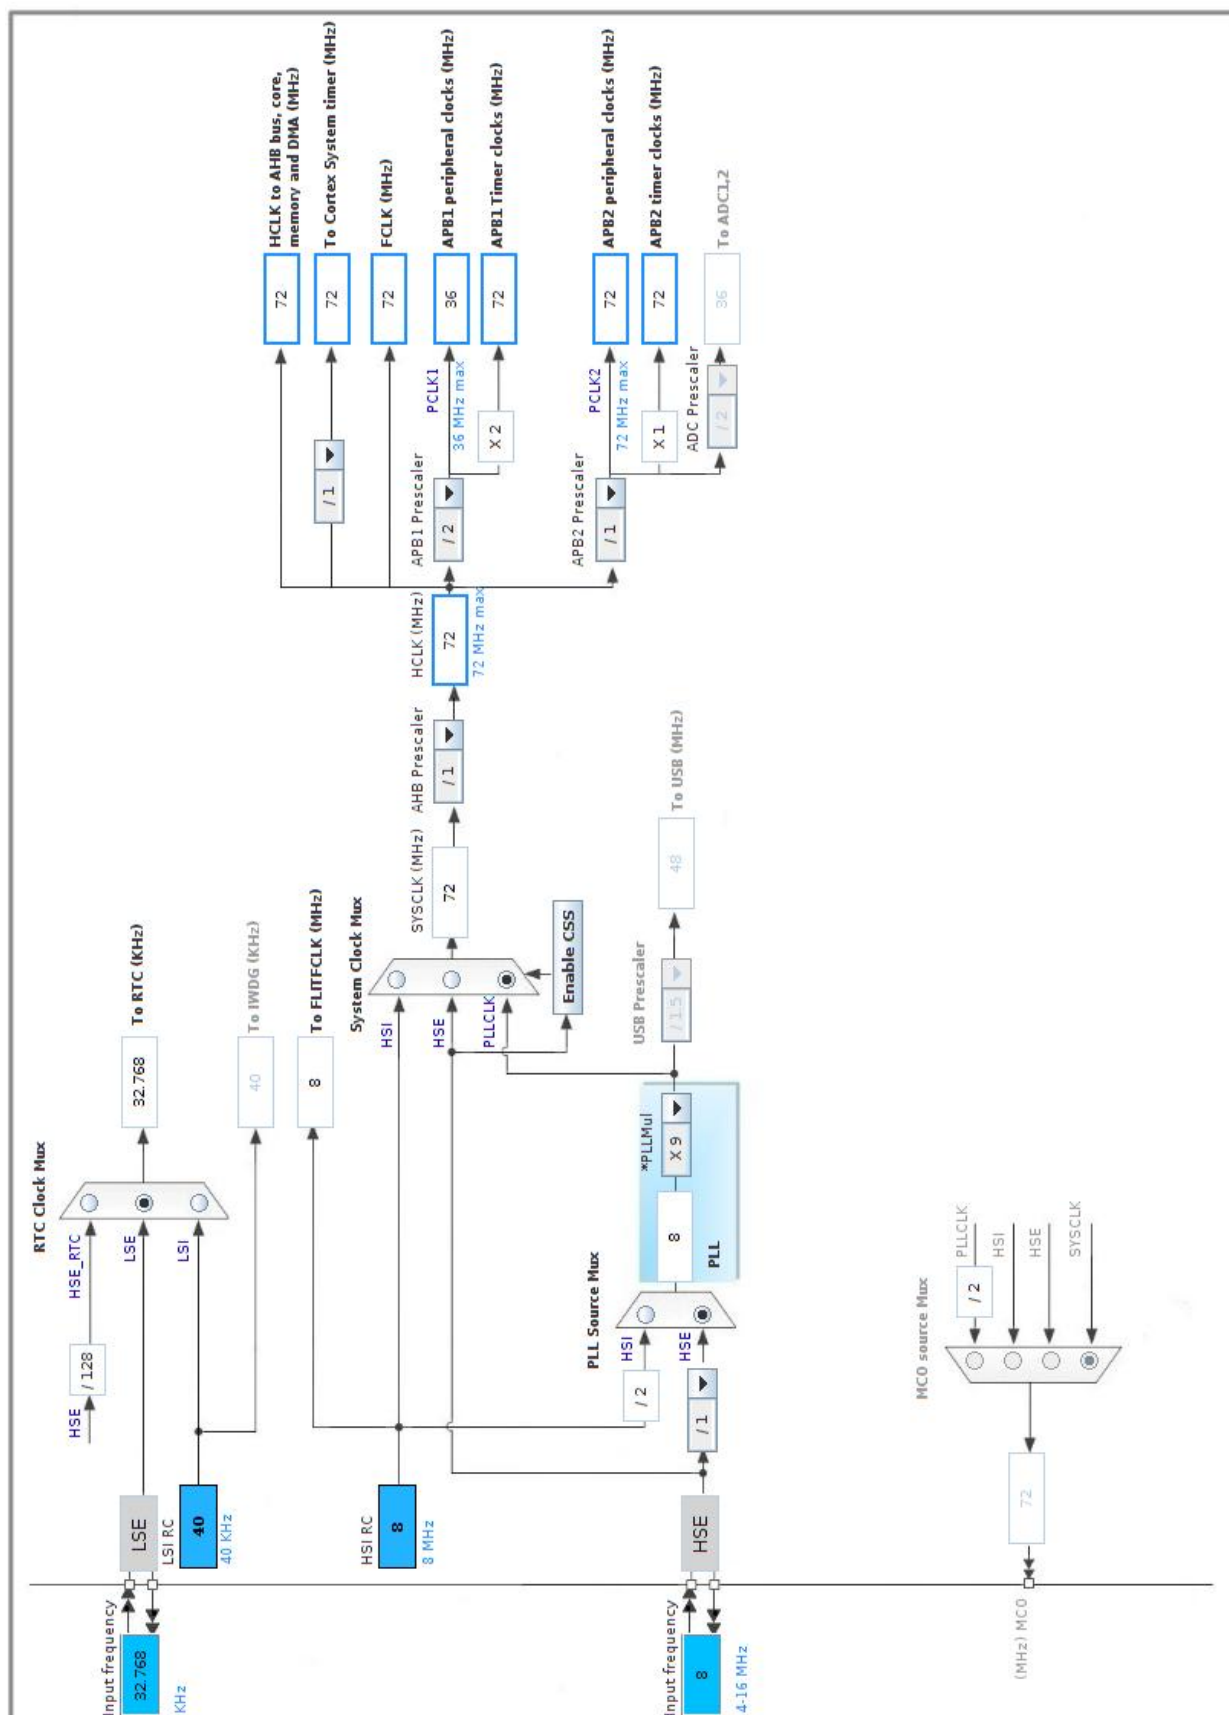 RTC Clock Mux
HSE
/ 128
HSE_RTC
Input frequency
32.768
KHz
LSE
LSE
32.768
To RTC (KHz)
LSI RC
40
40 KHz
LSI
40
To IWDG (KHz)
8
To FLITFCLK (MHz)
HSI RC
8
8 MHz
System Clock Mux
HSI
HSE
PLLCLK
Enable CSS
SYSCLK (MHz)
72
AHB Prescaler
/ 1
HCLK (MHz)
72
72 MHz max
72
HCLK to AHB bus, core,
memory and DMA (MHz)
/ 1
72
To Cortex System timer (MHz)
72
FCLK (MHz)
APB1 Prescaler
/ 2
PCLK1
36 MHz max
36
APB1 peripheral clocks (MHz)
X 2
72
APB1 Timer clocks (MHz)
APB2 Prescaler
/ 1
PCLK2
72 MHz max
72
APB2 peripheral clocks (MHz)
X 1
72
APB2 timer clocks (MHz)
ADC Prescaler
/ 2
36
To ADC1,2
PLL Source Mux
HSI
/ 2
Input frequency
8
4-16 MHz
HSE
/ 1
HSE
8
*PLLMul
X 9
PLL
USB Prescaler
/ 1.5
48
To USB (MHz)
MCO source Mux
(MHz) MCO
72
/ 2
PLLCLK
HSI
HSE
SYSCLK